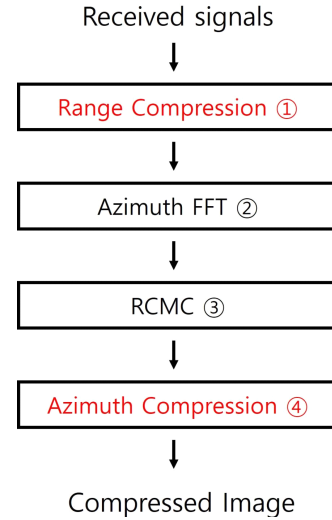 Received signals
Range Compression ①
Azimuth FFT ②
RCMC ③
Azimuth Compression ④
Compressed Image